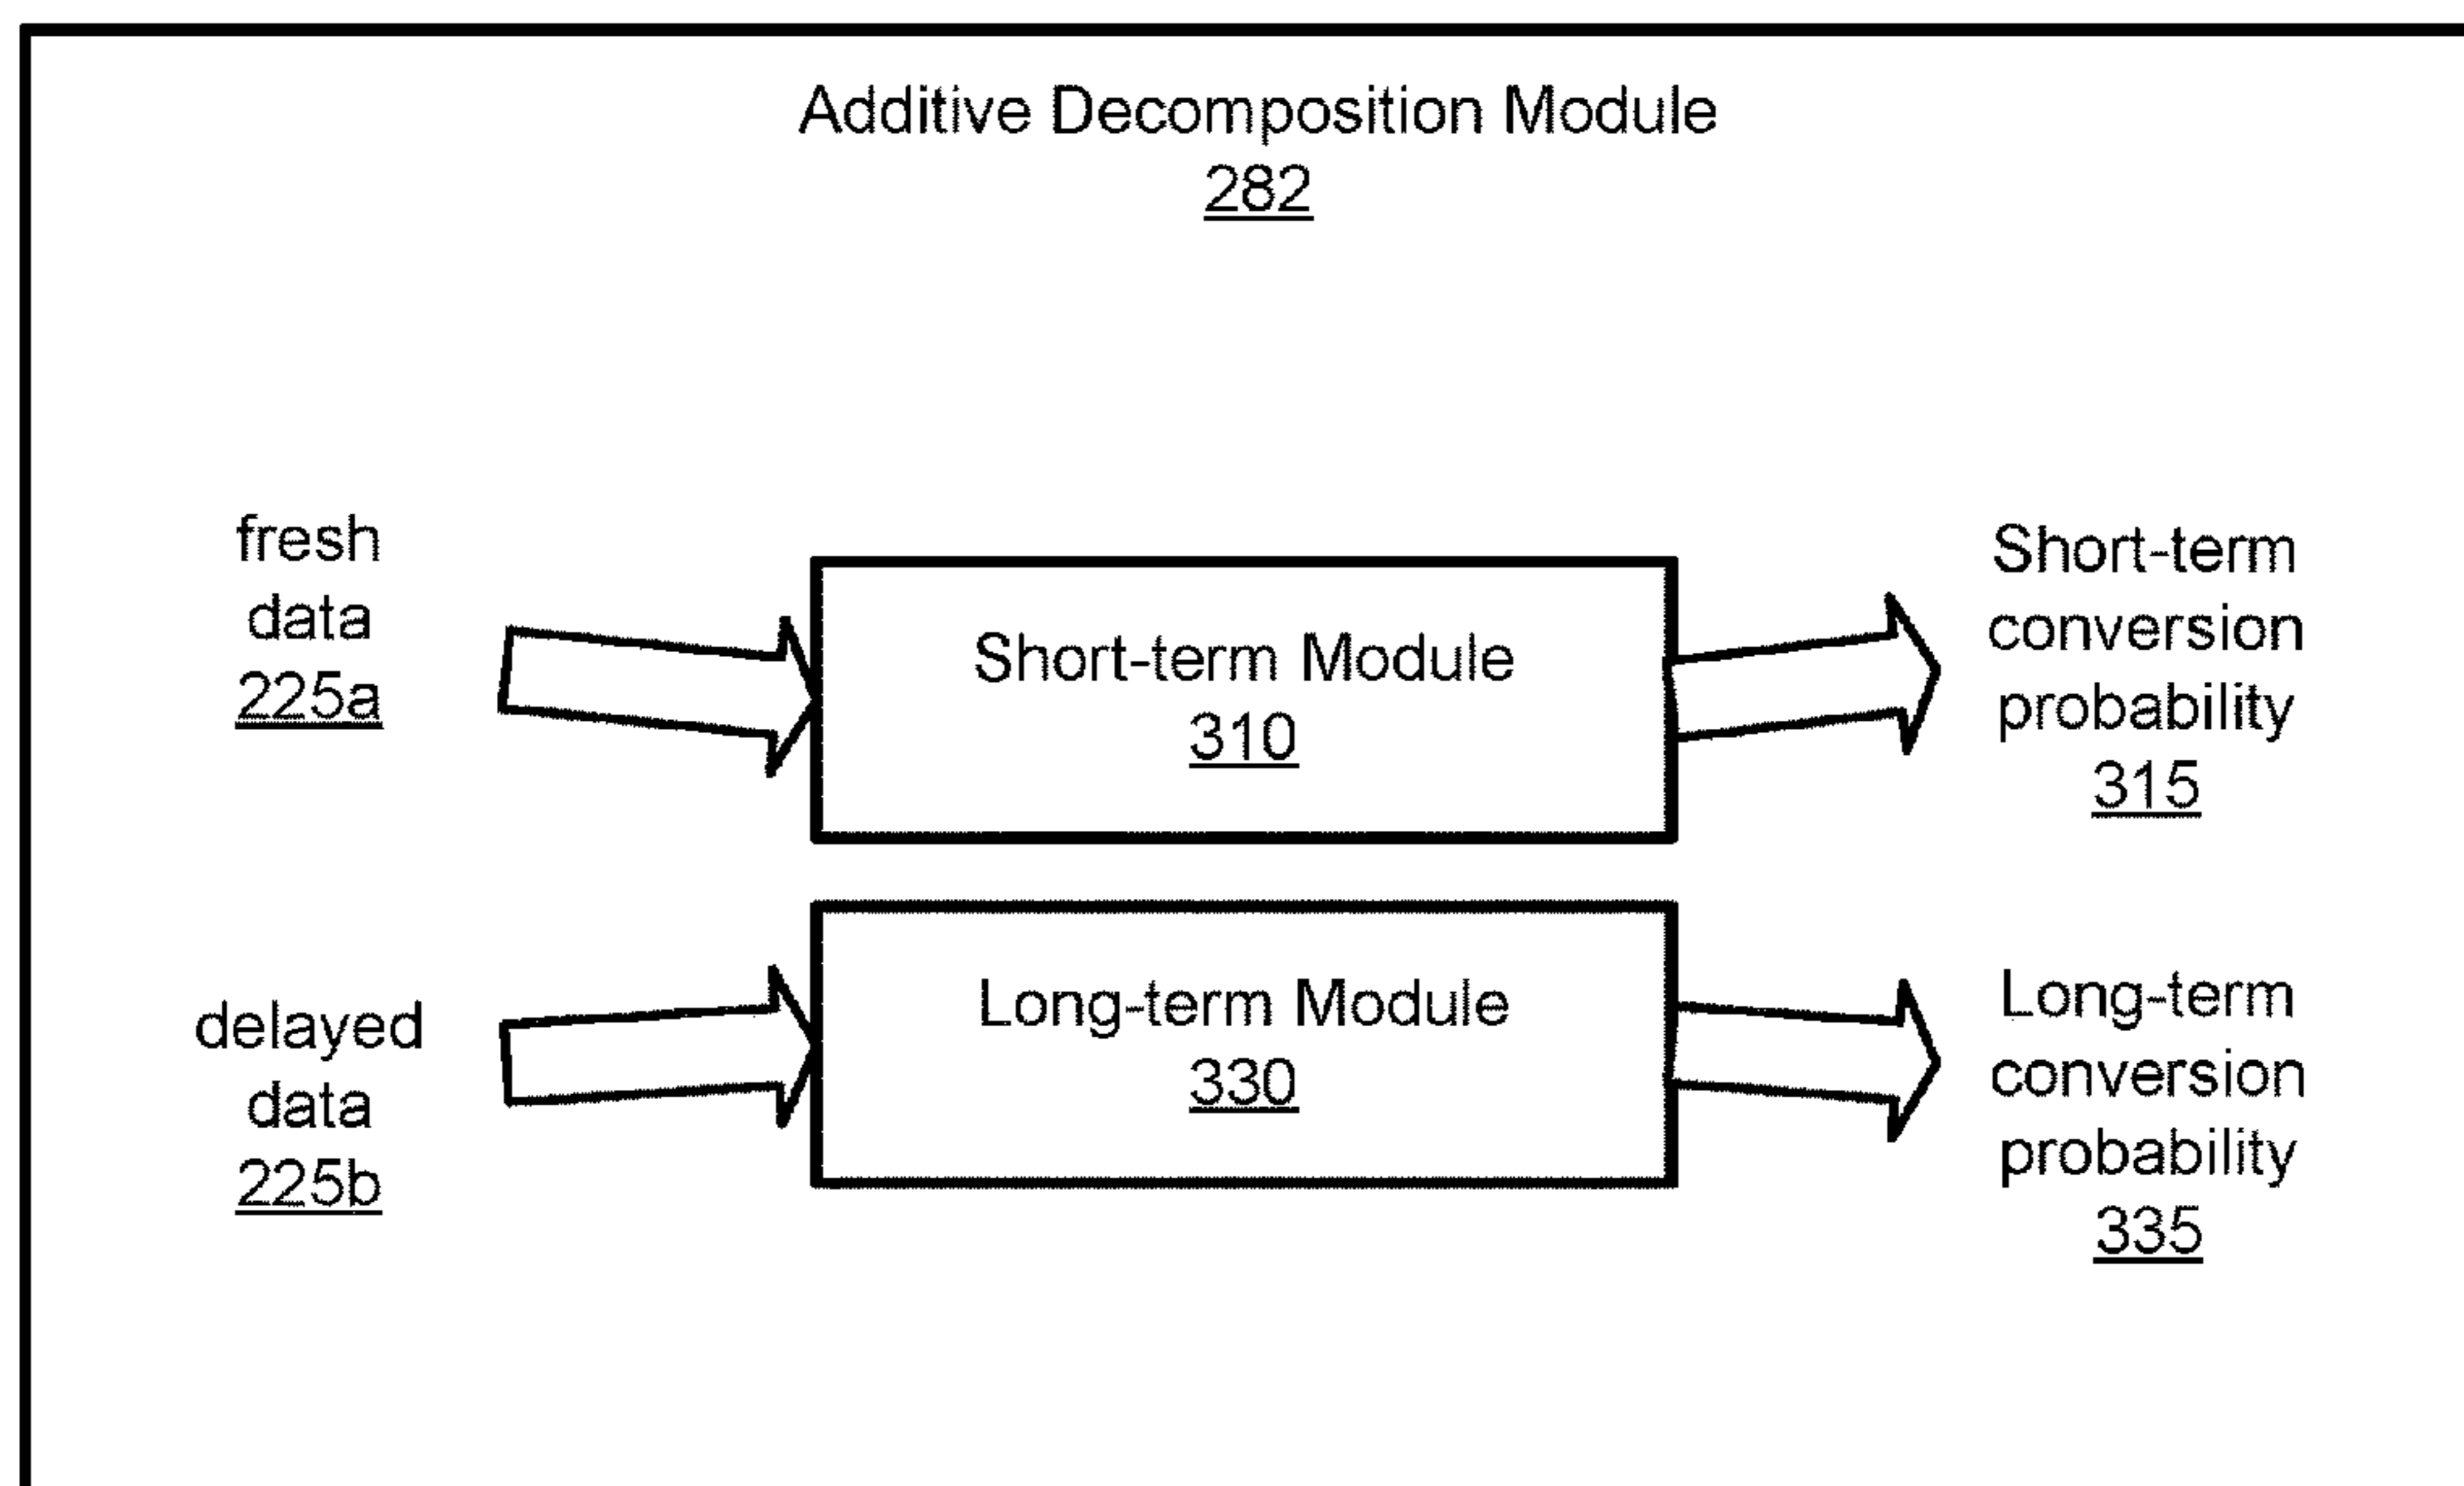 Additive Decomposition Module
282
fresh
data
225a
Short-term Module
310
Short-term
conversion
probability
315
delayed
data
225b
Long-term Module
330
Long-term
conversion
probability
335